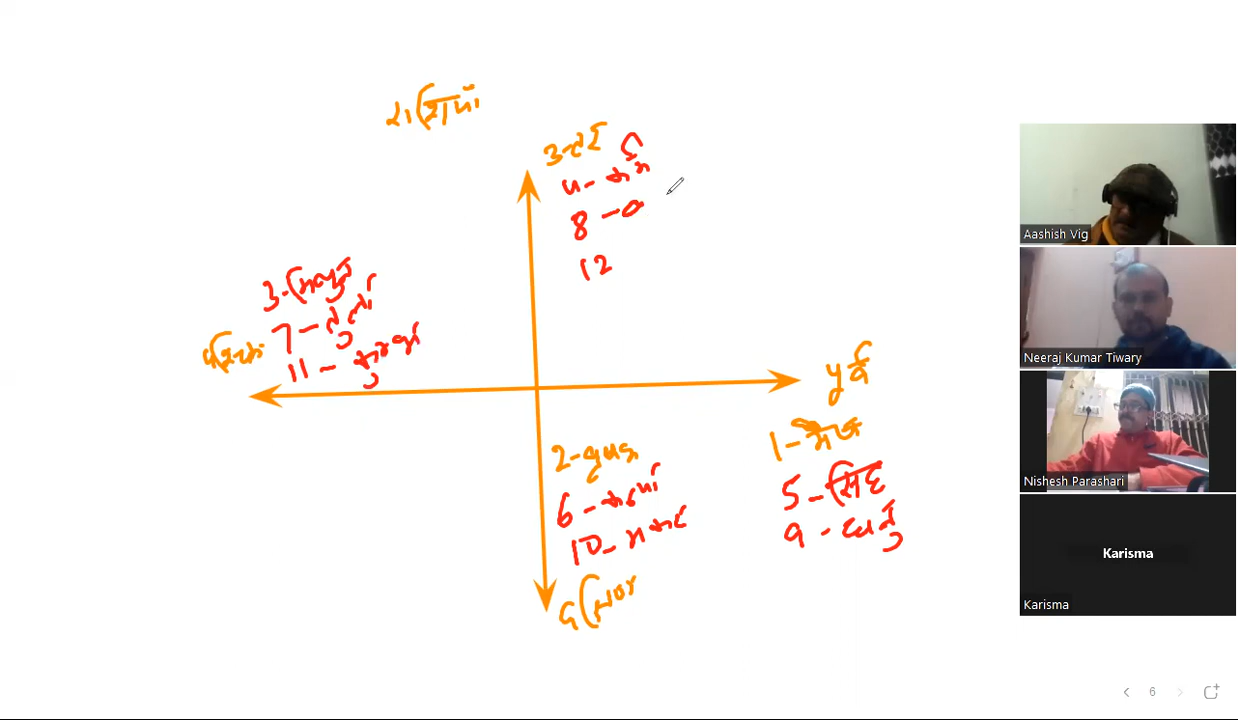 राशियां
उत्तर
4 - कर्क
8 -
12
3 - मिथुन
7 - तुला
11 - कुम्भ
पश्चिम
पूर्व
1 - मेष
5 - सिंह
9 - धनु
2 - वृषभ
6 - कन्या
10 - मकर
दक्षिण
Aashish Vig
Neeraj Kumar Tiwary
Nishesh Parashari
Karisma
Karisma
6